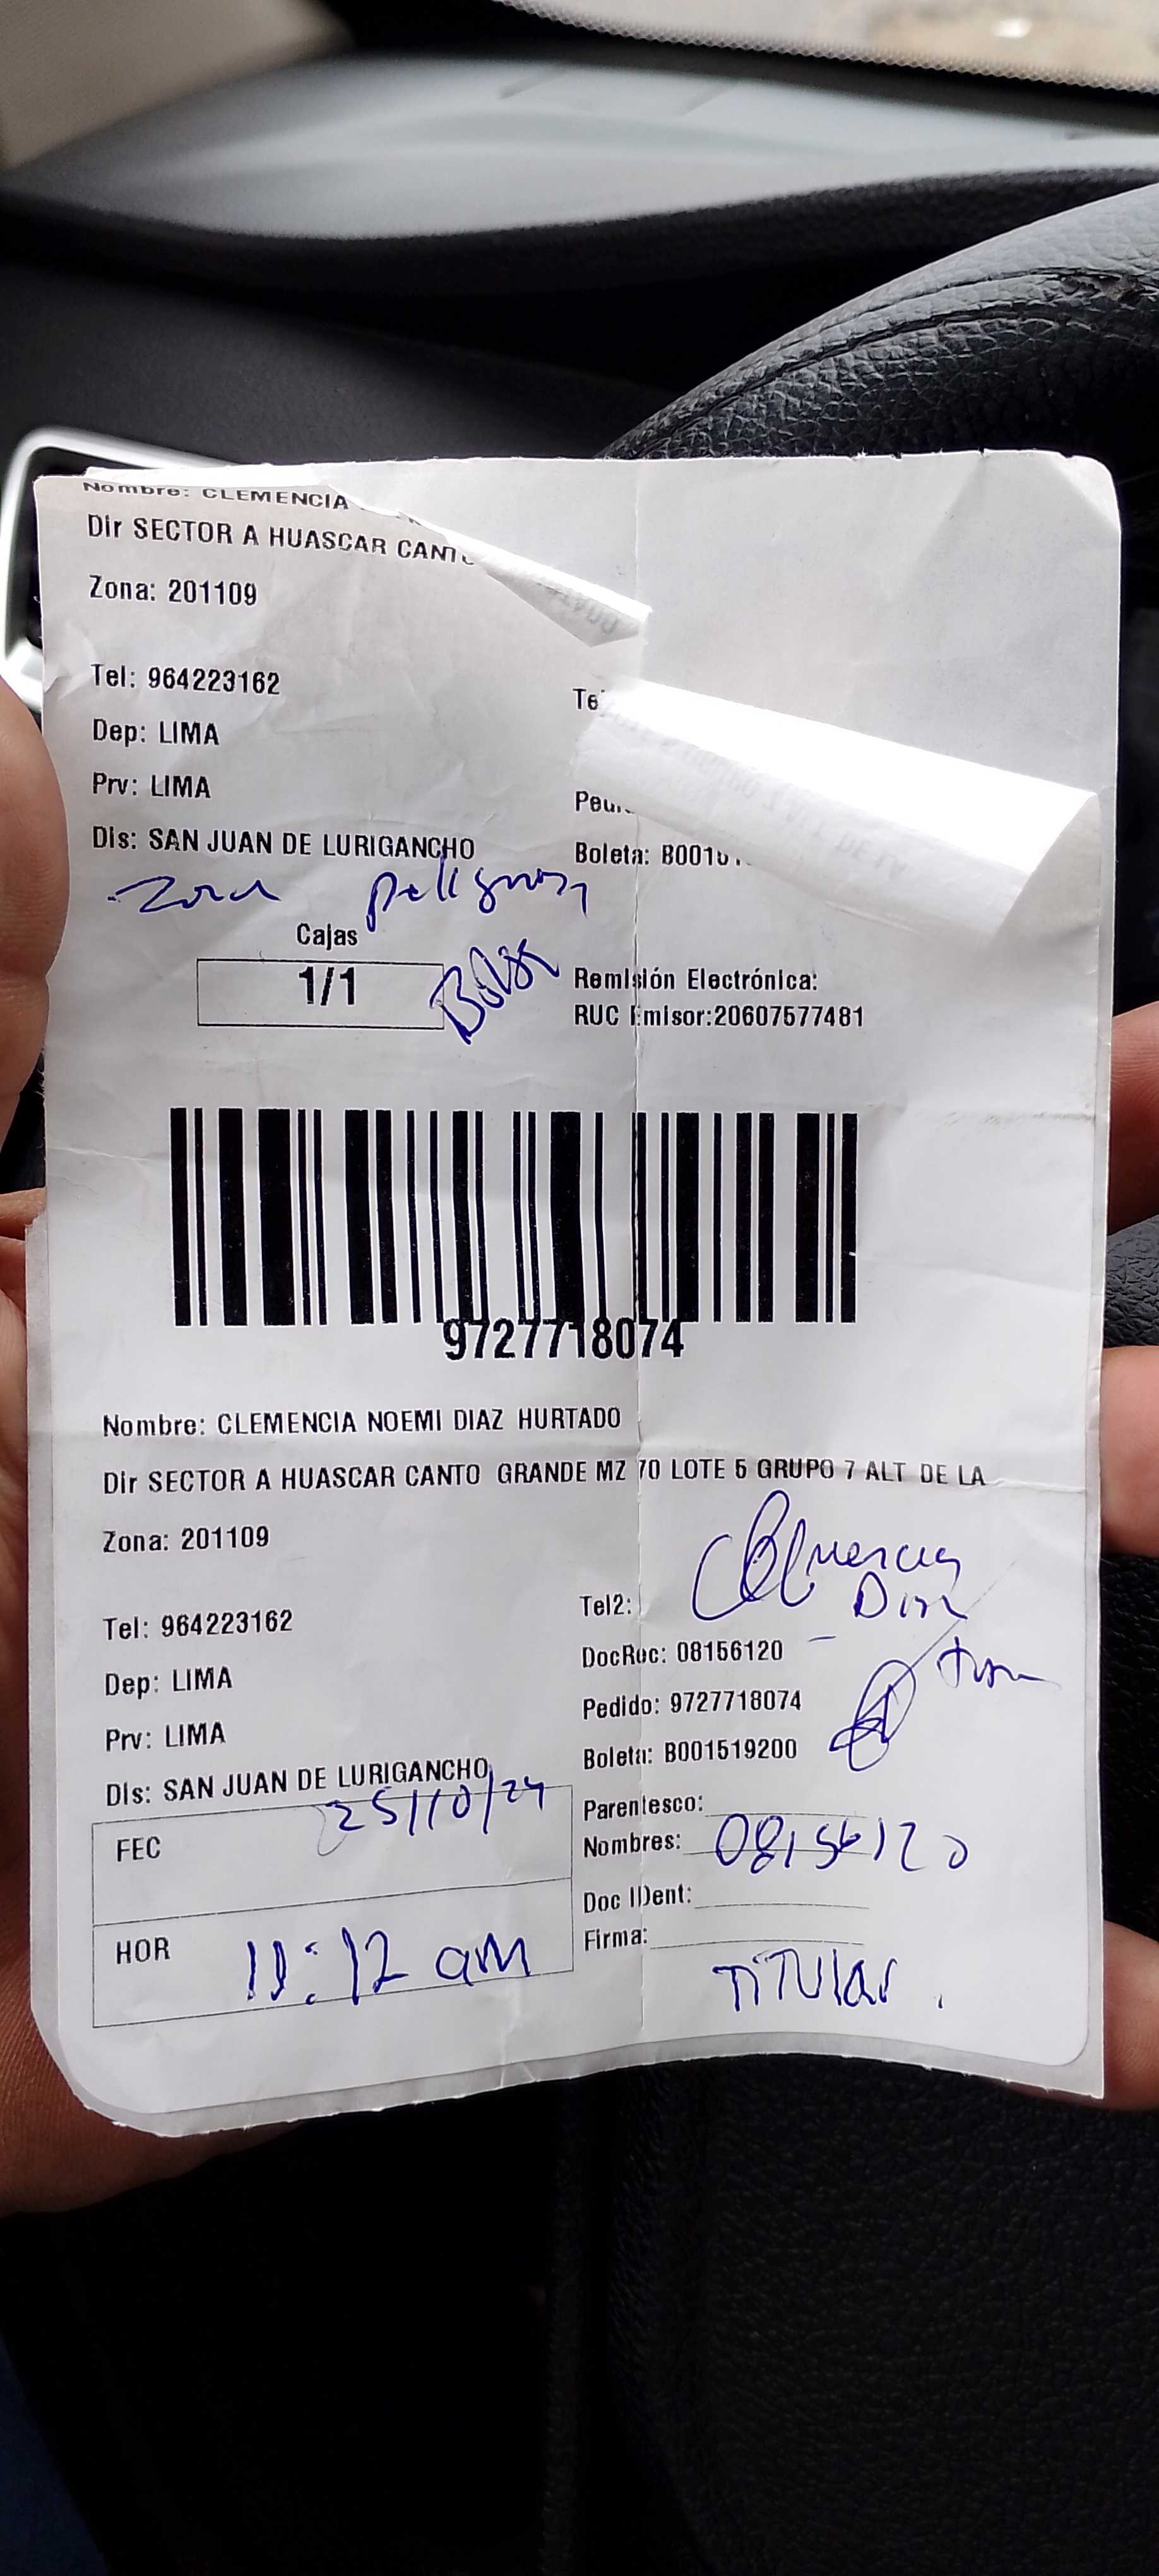 Nombre: CLEMENCIA
Dir SECTOR A HUASCAR CANTO
Zona: 201109
Tel: 964223162
Dep: LIMA
Prv: LIMA
Dis: SAN JUAN DE LURIGANCHO
Boleta: B001
Zona peligrosa
Cajas
1/1
Bolsa
Remisión Electrónica:
RUC Emisor:20607577481
9727718074
Nombre: CLEMENCIA NOEMI DIAZ HURTADO
Dir SECTOR A HUASCAR CANTO GRANDE MZ 70 LOTE 5 GRUPO 7 ALT DE LA
Zona: 201109
Clemencia
Diaz
Tel: 964223162
Tel2:
Dep: LIMA
DocRec: 08156120
Prv: LIMA
Pedido: 9727718074
Dis: SAN JUAN DE LURIGANCHO
Boleta: B001519200
FEC 25/10/24
Parentesco:
Nombres: 08156120
Doc IDent:
HOR 11:12 am
Firma:
TiTular.